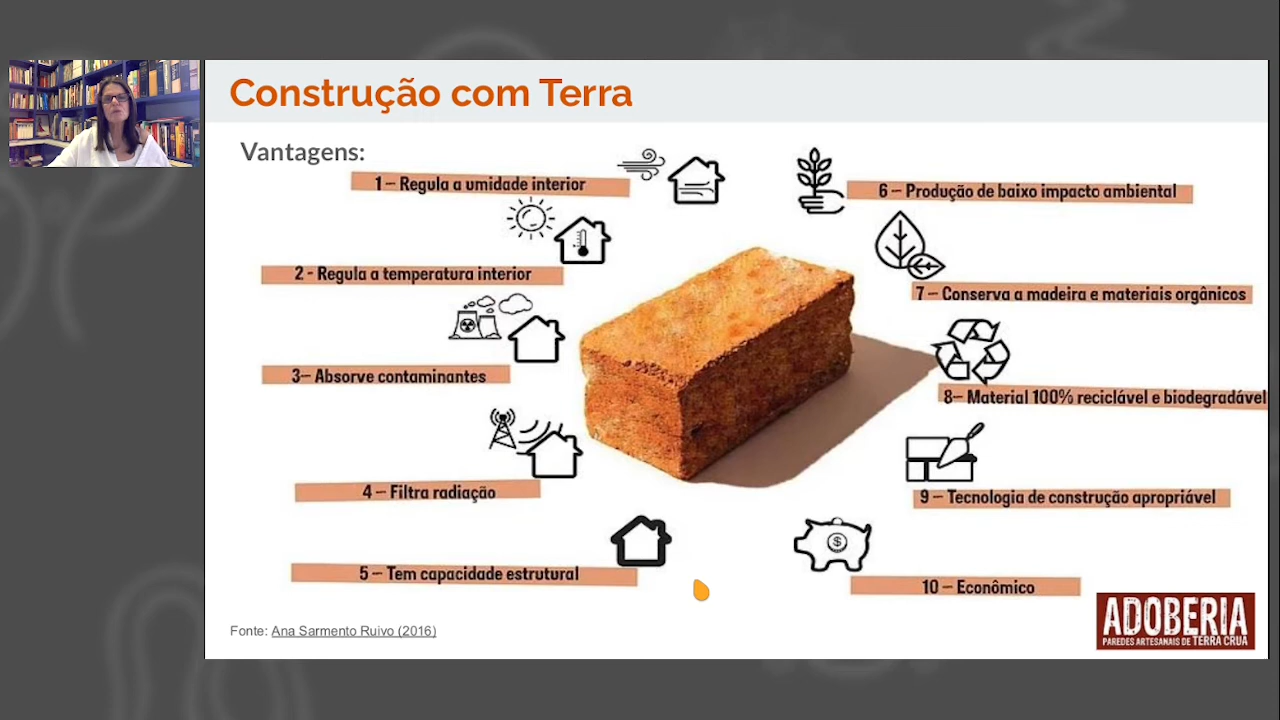 Construção com Terra
Vantagens:
1 – Regula a umidade interior
2 - Regula a temperatura interior
3– Absorve contaminantes
4 – Filtra radiação
5 – Tem capacidade estrutural
6 – Produção de baixo impacto ambiental
7 – Conserva a madeira e materiais orgânicos
8– Material 100% reciclável e biodegradável
9 – Tecnologia de construção apropriável
$
10 – Econômico
Fonte: Ana Sarmento Ruivo (2016)
ADOBERIA
PAREDES ARTESANAIS DE TERRA CRUA